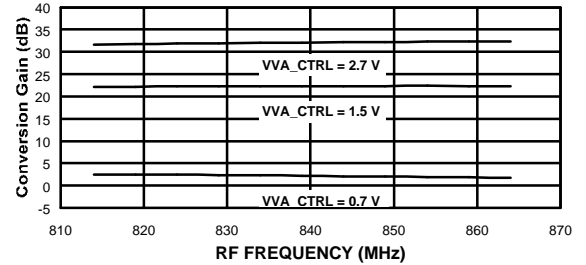 40
35
30
25
20
15
10
5
0
-5
Conversion Gain (dB)
VVA_CTRL = 2.7 V
VVA_CTRL = 1.5 V
VVA_CTRL = 0.7 V
810 820 830 840 850 860 870
RF FREQUENCY (MHz)